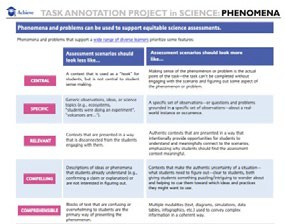 Achieve
TASK ANNOTATION PROJECT in SCIENCE: PHENOMENA
Phenomena and problems can be used to support equitable science assessments.
Phenomena and problems that support a wide range of diverse learners prioritize some features:
Assessment scenarios should
look less like...
Assessment scenarios should look more
like...
CENTRAL
A context that is used as a "hook" for
students, but is not central to student
sense-making.
Making sense of the phenomenon or problem is the actual
point of the task—the task can't be completed without
engaging with the scenario and figuring out some aspect of
the phenomenon or problem.
SPECIFIC
Generic observations, ideas, or science
topics (e.g., ecosystems,
"students were doing an experiment",
"volcanoes are...")
A specific set of observations—or questions and problems
grounded in a specific set of observations—about a real
world instance or occurrence.
RELEVANT
Contexts that are presented in a way
that is disconnected from the students
engaging with them.
Authentic contexts that are presented in a way that
intentionally provide opportunities for students to
understand and meaningfully connect to the scenarios,
emphasizing why students should find the assessment
context meaningful.
COMPELLING
Descriptions of ideas or phenomena
that students already understand (e.g.,
confirming a claim or explanation) or
are not interested in figuring out.
Contexts that make the authentic uncertainty of a situation—
what students need to figure out—clear to students, both
giving students something puzzling/intriguing to wonder about
and helping to cue them toward which ideas and practices
they might want to use.
COMPREHENSIBLE
Blocks of text that are confusing or
overwhelming to students are the
primary way of presenting the
phenomenon.
Multiple modalities (text, diagrams, simulations, data
tables, infographics, etc.) used to convey complex
information in a coherent way.